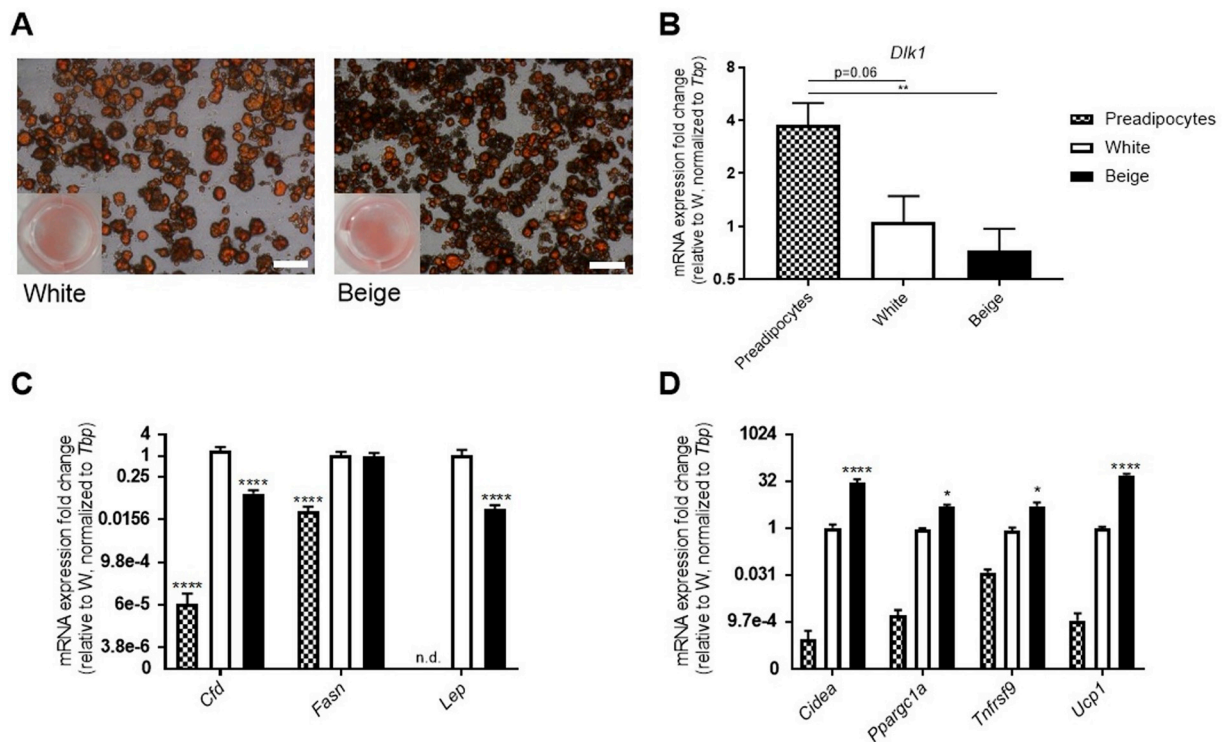 A
White
Beige
B
Dlk1
mRNA expression fold change
(relative to W, normalized to Tbp)
8
4
2
1
0.5
p=0.06
**
Preadipocytes
White
Beige
Preadipocytes
White
Beige
C
mRNA expression fold change
(relative to W, normalized to Tbp)
4
1
0.25
0.0156
9.8e-4
6e-5
3.8e-6
0
****
****
****
n.d.
****
Cfd
Fasn
Lep
D
mRNA expression fold change
(relative to W, normalized to Tbp)
1024
32
1
0.031
9.7e-4
0
****
*
*
****
Cidea
Ppargc1a
Tnfrsf9
Ucp1